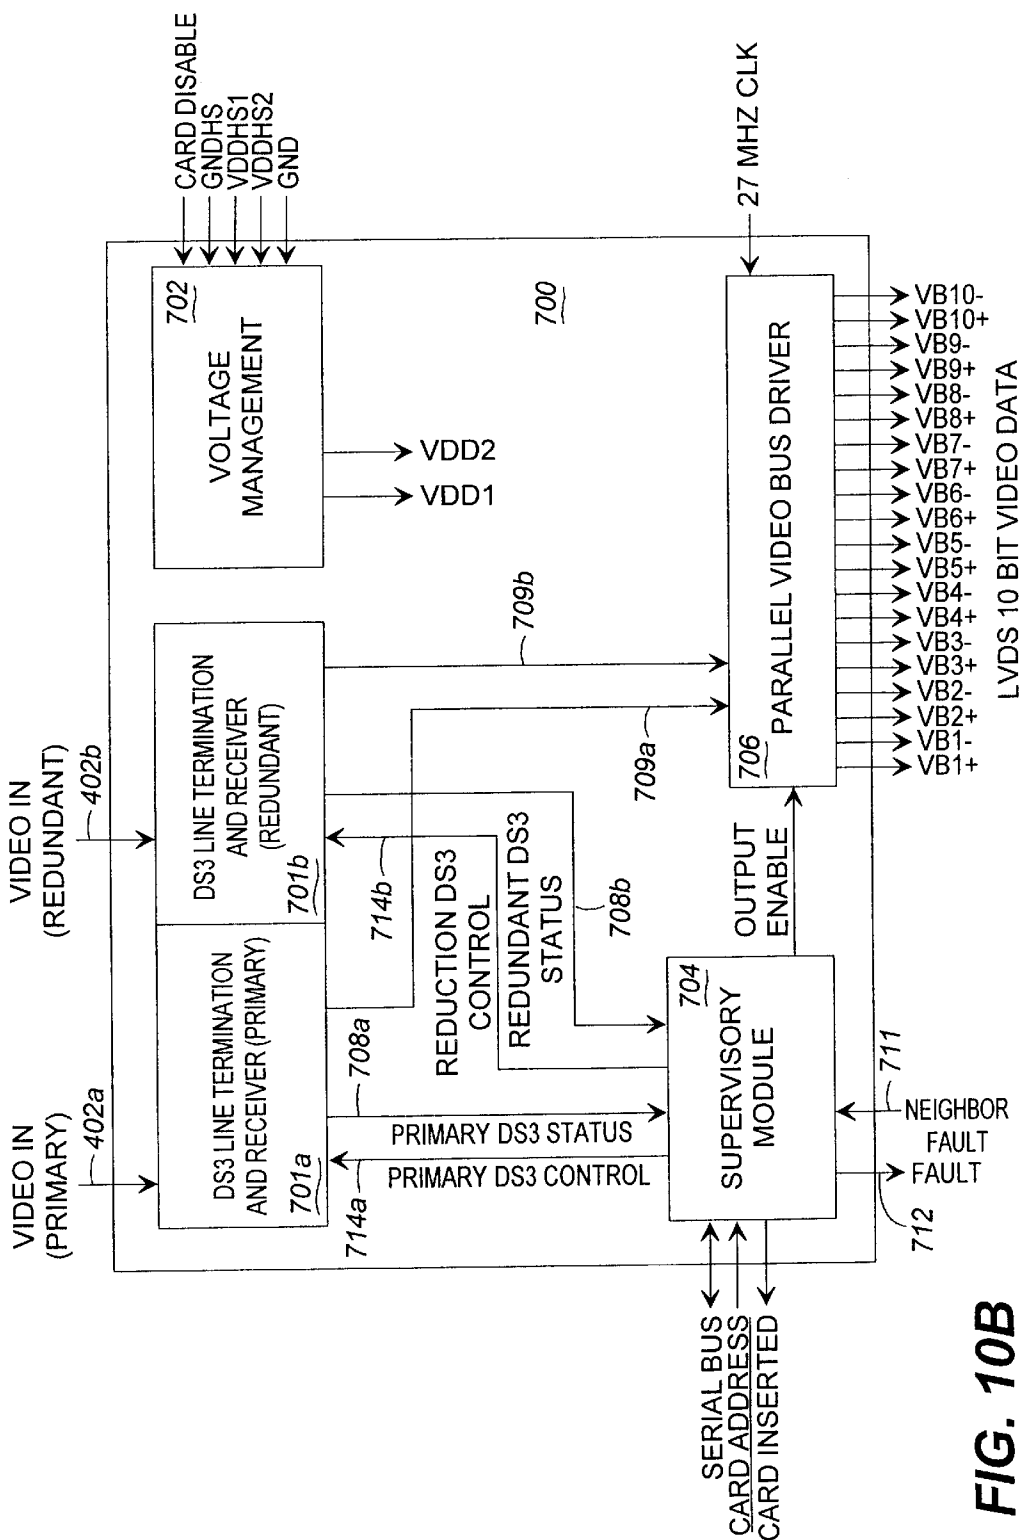 VIDEO IN
(PRIMARY)
402a
VIDEO IN
(REDUNDANT)
402b
DS3 LINE TERMINATION
AND RECEIVER (PRIMARY)
701a
DS3 LINE TERMINATION
AND RECEIVER
(REDUNDANT)
701b
702
VOLTAGE
MANAGEMENT
CARD DISABLE
GNDHS
VDDHS1
VDDHS2
GND
VDD1
VDD2
700
714a
708a
PRIMARY DS3 STATUS
PRIMARY DS3 CONTROL
714b
REDUCTION DS3
CONTROL
REDUNDANT DS3
STATUS
708b
709a
709b
SERIAL BUS
CARD ADDRESS
CARD INSERTED
704
SUPERVISORY
MODULE
OUTPUT
ENABLE
706
PARALLEL VIDEO BUS DRIVER
27 MHZ CLK
712
FAULT
711
NEIGHBOR
FAULT
VB1+
VB1-
VB2+
VB2-
VB3+
VB3-
VB4+
VB4-
VB5+
VB5-
VB6+
VB6-
VB7+
VB7-
VB8+
VB8-
VB9+
VB9-
VB10+
VB10-
LVDS 10 BIT VIDEO DATA
FIG. 10B